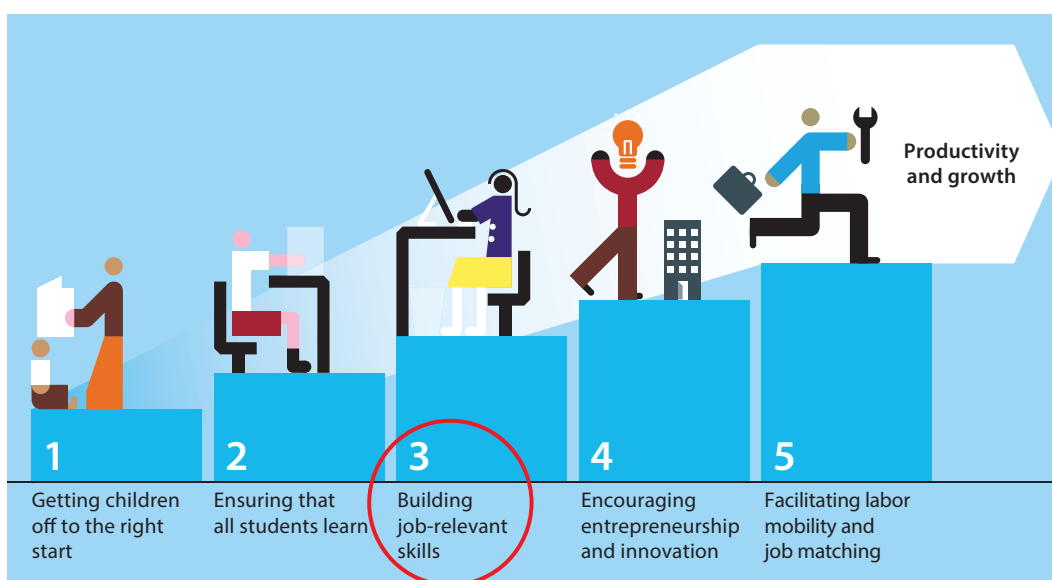 Productivity
and growth
1
2
3
4
5
Getting children
off to the right
start
Ensuring that
all students learn
Building
job-relevant
skills
Encouraging
entrepreneurship
and innovation
Facilitating labor
mobility and
job matching